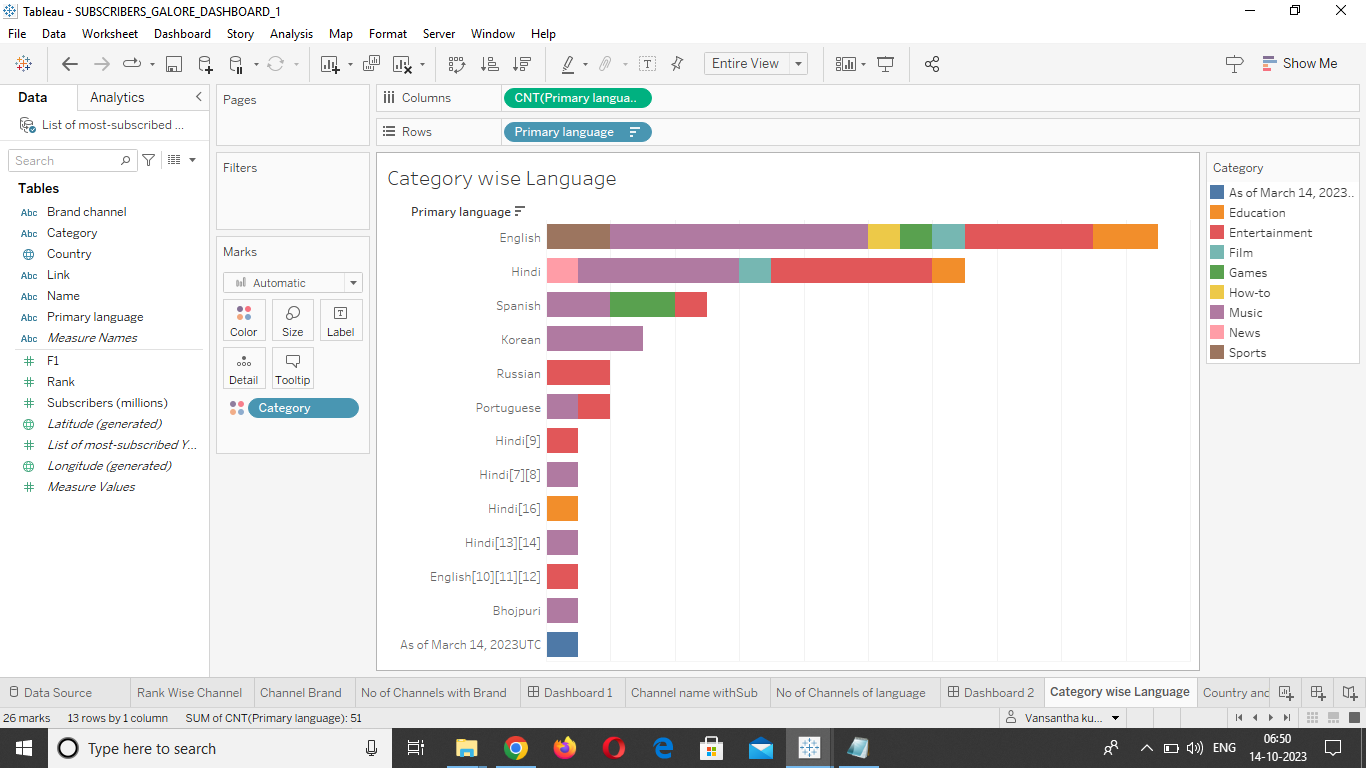 Tableau - SUBSCRIBERS_GALORE_DASHBOARD_1
File Data Worksheet Dashboard Story Analysis Map Format Server Window Help
Entire View
Show Me
Data Analytics
List of most-subscribed ...
Search
Tables
Abc Brand channel
Abc Category
Country
Abc Link
Abc Name
Abc Primary language
Abc Measure Names
F1
Rank
Subscribers (millions)
Latitude (generated)
List of most-subscribed Y...
Longitude (generated)
Measure Values
Pages
Filters
Marks
Automatic
Color Size Label
Detail Tooltip
Category
Columns CNT(Primary langua..
Rows Primary language
Category wise Language
Primary language
English
Hindi
Spanish
Korean
Russian
Portuguese
Hindi[9]
Hindi[7][8]
Hindi[16]
Hindi[13][14]
English[10][11][12]
Bhojpuri
As of March 14, 2023UTC
Category
As of March 14, 2023..
Education
Entertainment
Film
Games
How-to
Music
News
Sports
Data Source Rank Wise Channel Channel Brand No of Channels with Brand Dashboard 1 Channel name withSub No of Channels of language Dashboard 2 Category wise Language Country and
26 marks 13 rows by 1 column SUM of CNT(Primary language): 51 Vansantha ku...
Type here to search
ENG
06:50
14-10-2023